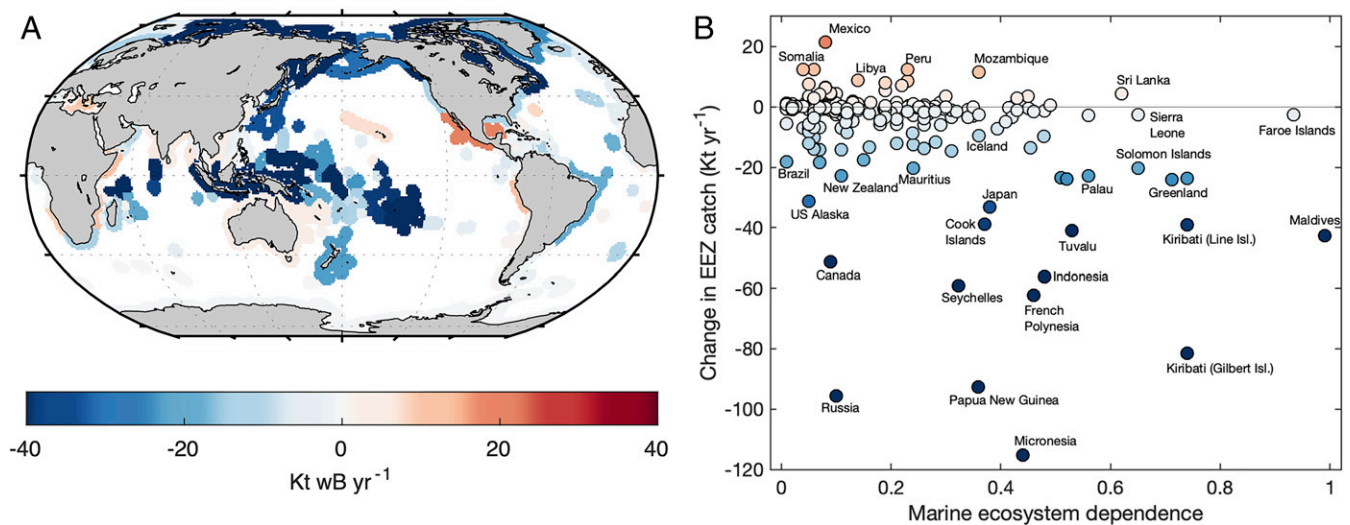 A
-40
-20
0
20
40
Kt wB yr⁻¹
B
Change in EEZ catch (Kt yr⁻¹)
20
0
-20
-40
-60
-80
-100
-120
Mexico
Somalia
Libya
Peru
Mozambique
Sri Lanka
Sierra
Leone
Faroe Islands
Iceland
Brazil
New Zealand
Mauritius
Solomon Islands
Palau
Greenland
US Alaska
Japan
Cook
Islands
Tuvalu
Kiribati (Line Isl.)
Maldives
Canada
Seychelles
Indonesia
French
Polynesia
Kiribati (Gilbert Isl.)
Russia
Papua New Guinea
Micronesia
0
0.2
0.4
0.6
0.8
1
Marine ecosystem dependence